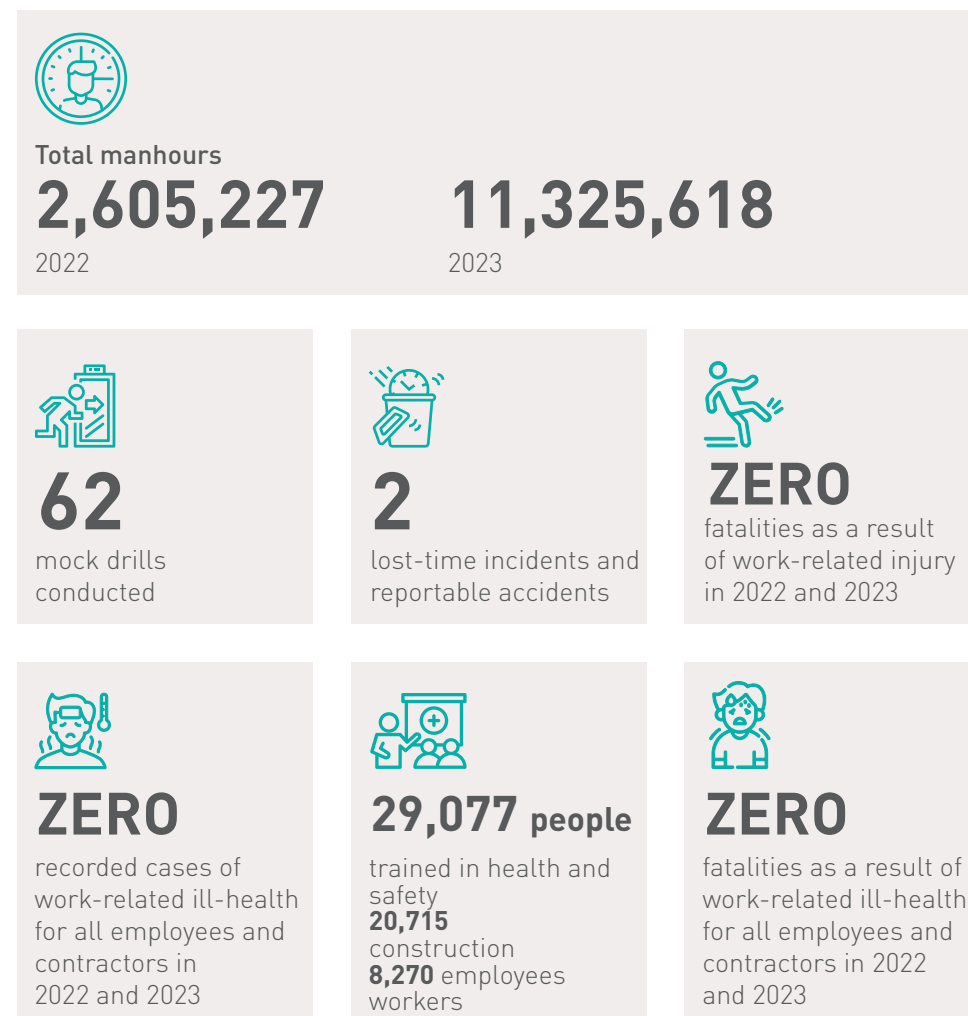 Total manhours
2,605,227
2022
11,325,618
2023
62
mock drills
conducted
2
lost-time incidents and
reportable accidents
ZERO
fatalities as a result
of work-related injury
in 2022 and 2023
ZERO
recorded cases of
work-related ill-health
for all employees and
contractors in
2022 and 2023
29,077 people
trained in health and
safety
20,715
construction
8,270 employees
workers
ZERO
fatalities as a result of
work-related ill-health
for all employees and
contractors in 2022
and 2023